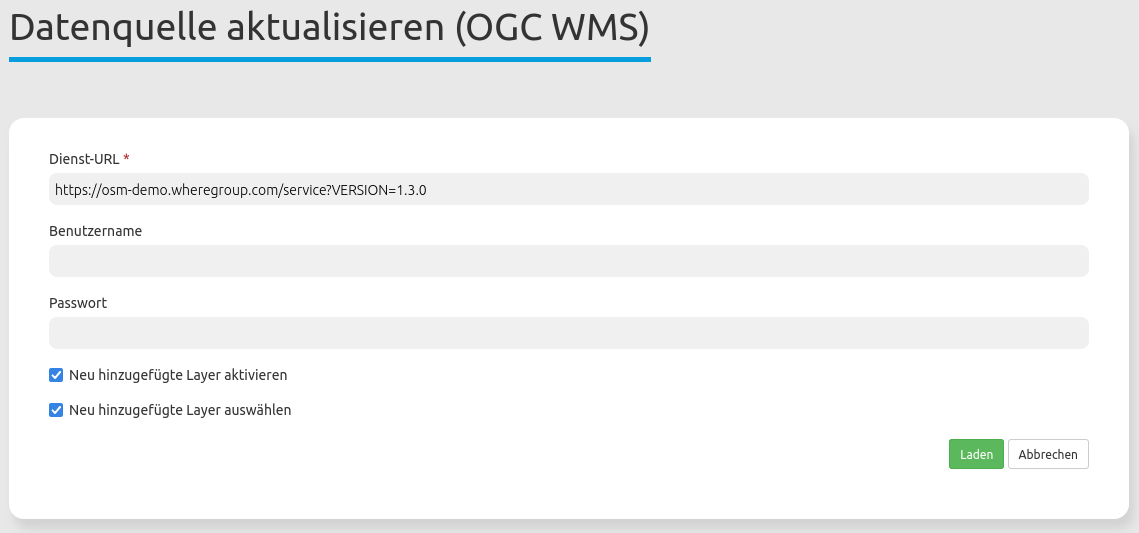 Datenquelle aktualisieren (OGC WMS)
Dienst-URL *
https://osm-demo.wheregroup.com/service?VERSION=1.3.0
Benutzername
Passwort
Neu hinzugefügte Layer aktivieren
Neu hinzugefügte Layer auswählen
Laden Abbrechen